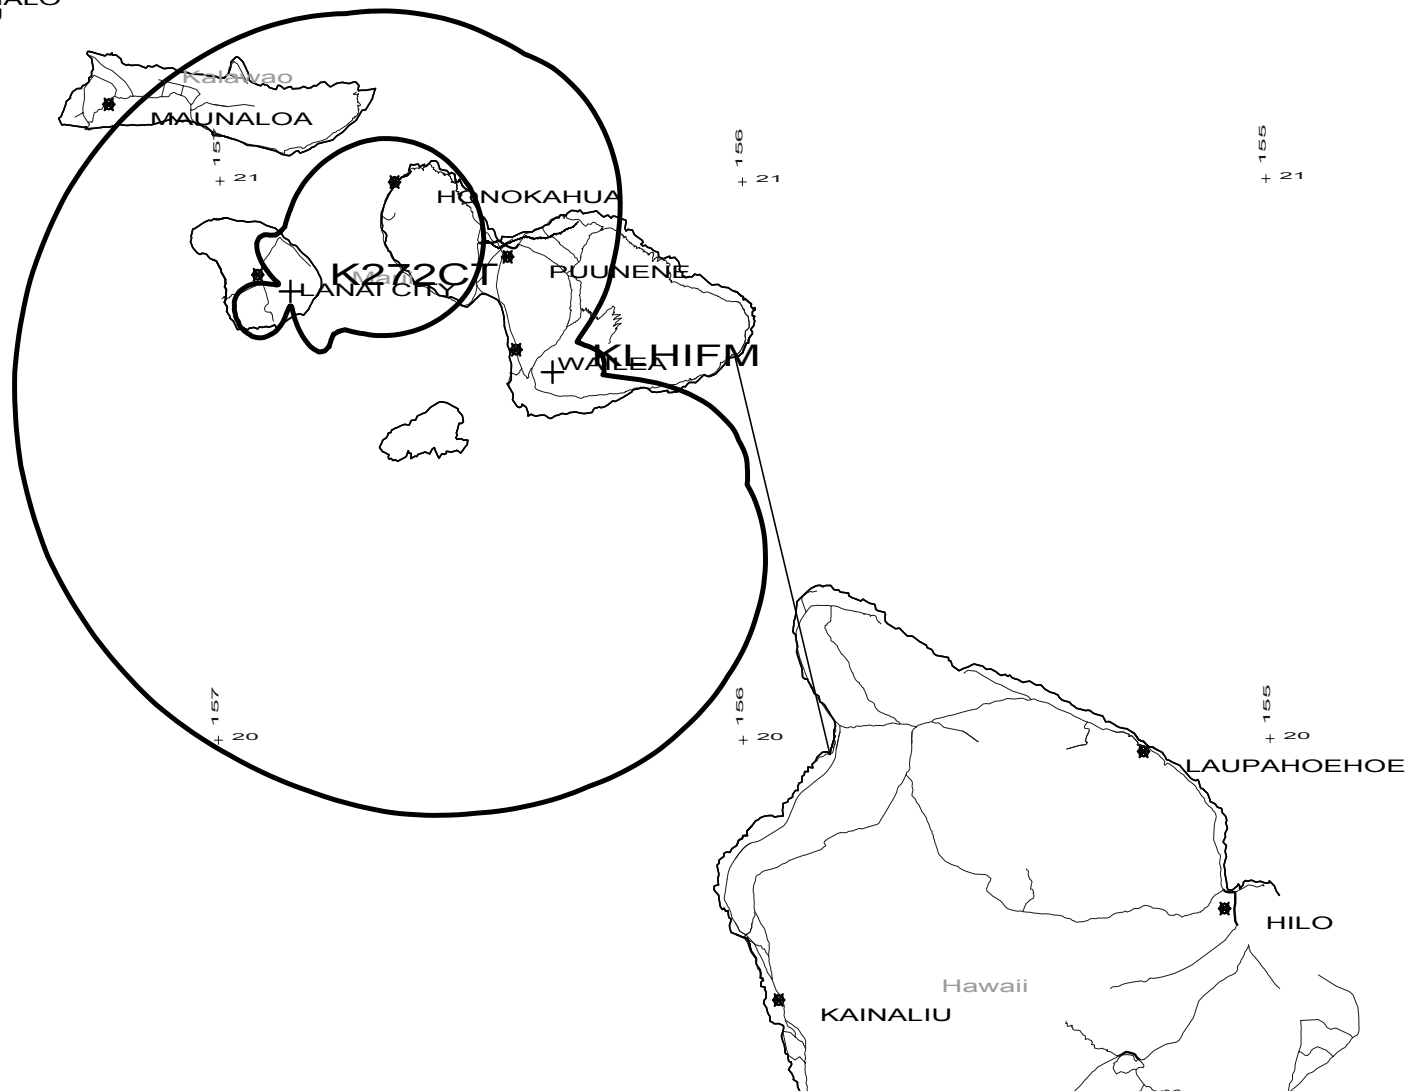 Kalawao
MAUNALOA
156
155
+ 21
+ 21
+ 21
HONOKAHUA
K272CT
PUUNENE
LANAI CITY
KLHIFM
WAILEA
157
156
155
+ 20
+ 20
+ 20
LAUPAHOEHOE
HILO
Hawaii
KAINALIU